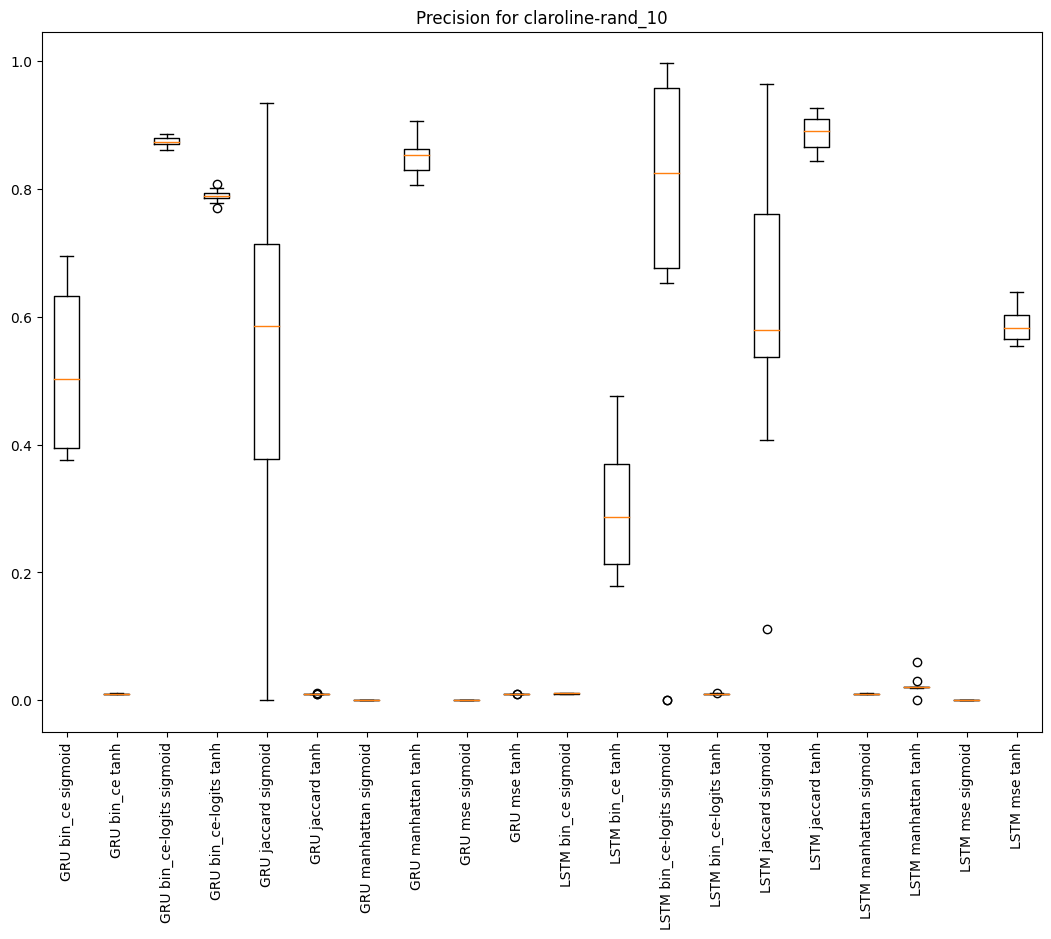 Precision for claroline-rand_10
1.0
0.8
0.6
0.4
0.2
0.0
GRU bin_ce sigmoid
GRU bin_ce tanh
GRU bin_ce-logits sigmoid
GRU bin_ce-logits tanh
GRU jaccard sigmoid
GRU jaccard tanh
GRU manhattan sigmoid
GRU manhattan tanh
GRU mse sigmoid
GRU mse tanh
LSTM bin_ce sigmoid
LSTM bin_ce tanh
LSTM bin_ce-logits sigmoid
LSTM bin_ce-logits tanh
LSTM jaccard sigmoid
LSTM jaccard tanh
LSTM manhattan sigmoid
LSTM manhattan tanh
LSTM mse sigmoid
LSTM mse tanh